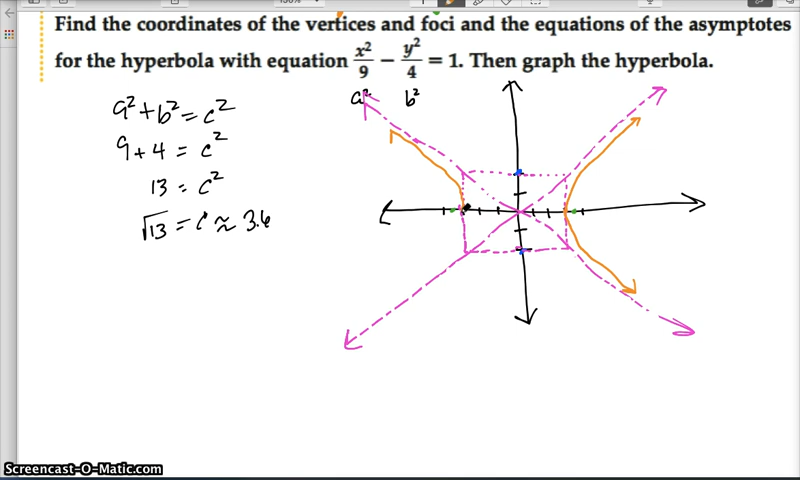 Find the coordinates of the vertices and foci and the equations of the asymptotes
for the hyperbola with equation x²/9 − y²/4 = 1. Then graph the hyperbola.
a² b²
a² + b² = c²
9 + 4 = c²
13 = c²
√13 = c ≈ 3.6
Screencast-O-Matic.com